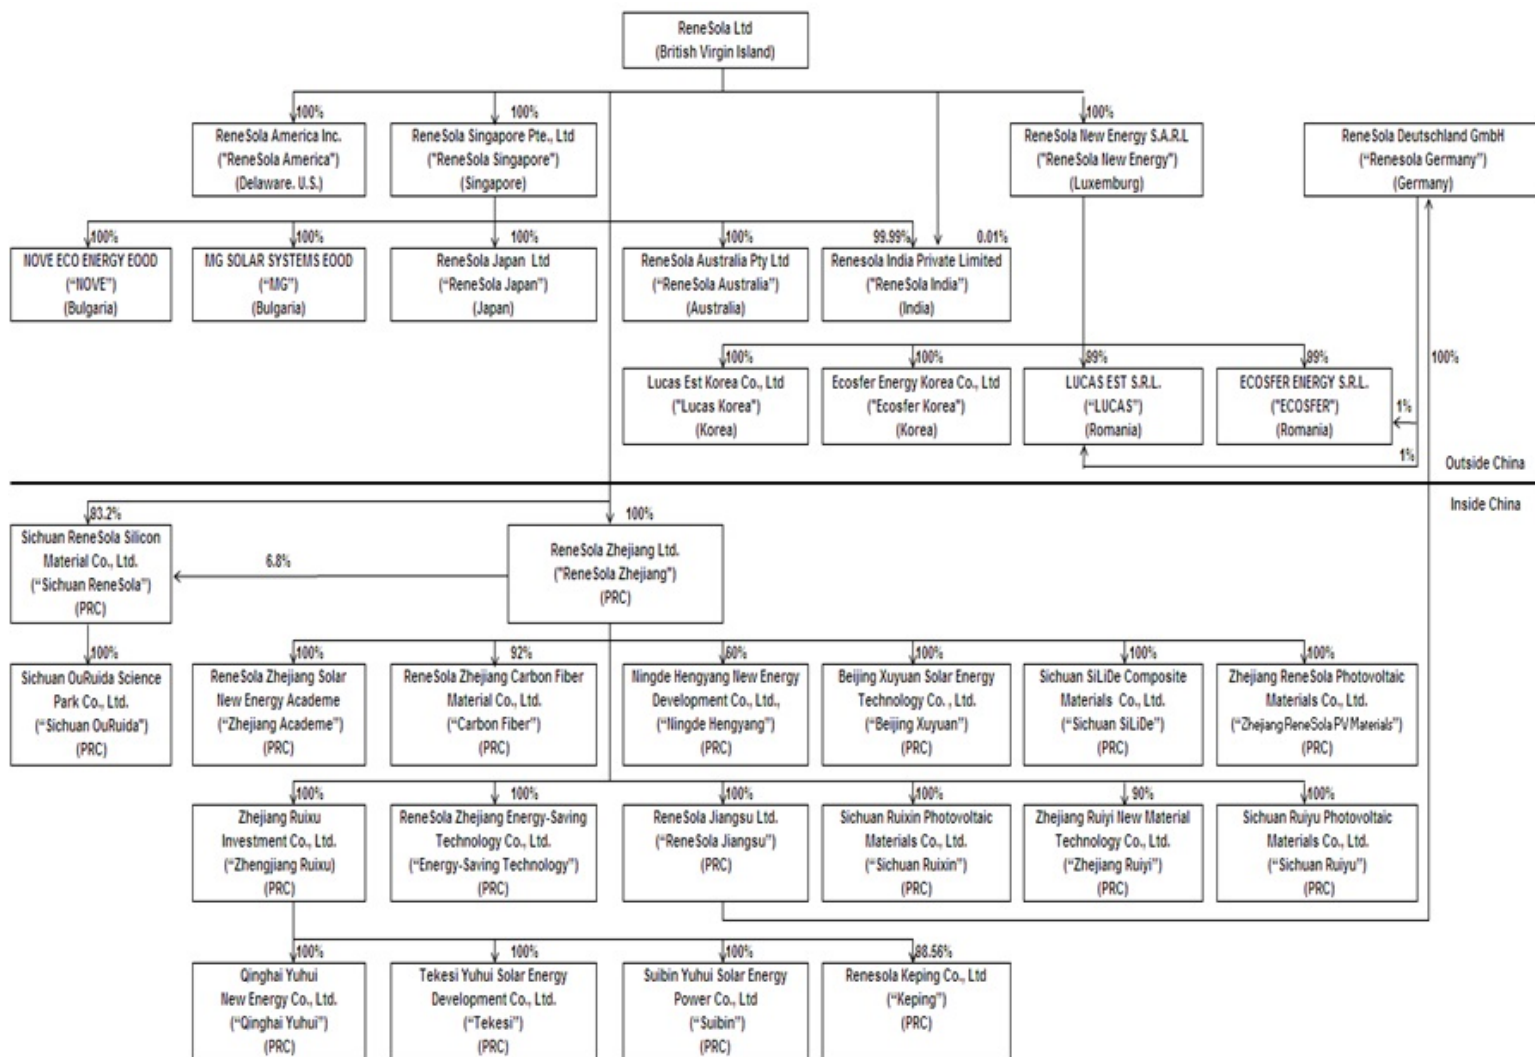 ReneSola Ltd
(British Virgin Island)
100%
100%
100%
ReneSola America Inc.
("ReneSola America")
(Delaware. U.S.)
ReneSola Singapore Pte., Ltd
("ReneSola Singapore")
(Singapore)
ReneSola New Energy S.A.R.L
("ReneSola New Energy")
(Luxemburg)
ReneSola Deutschland GmbH
(“Renesola Germany”)
(Germany)
100%
100%
100%
100%
99.99%
0.01%
NOVE ECO ENERGY EOOD
(“NOVE”)
(Bulgaria)
MG SOLAR SYSTEMS EOOD
(“MG”)
(Bulgaria)
ReneSola Japan Ltd
(“ReneSola Japan”)
(Japan)
ReneSola Australia Pty Ltd
(“ReneSola Australia”)
(Australia)
Renesola India Private Limited
("ReneSola India”)
(India)
100%
100%
99%
99%
100%
Lucas Est Korea Co., Ltd
("Lucas Korea")
(Korea)
Ecosfer Energy Korea Co., Ltd
("Ecosfer Korea")
(Korea)
LUCAS EST S.R.L.
(“LUCAS”)
(Romania)
ECOSFER ENERGY S.R.L.
("ECOSFER")
(Romania)
1%
1%
Outside China
Inside China
93.2%
100%
Sichuan ReneSola Silicon
Material Co., Ltd.
(“Sichuan ReneSola”)
(PRC)
6.8%
ReneSola Zhejiang Ltd.
("ReneSola Zhejiang")
(PRC)
100%
100%
92%
60%
100%
100%
100%
Sichuan OuRuida Science
Park Co., Ltd.
(“Sichuan OuRuida”)
(PRC)
ReneSola Zhejiang Solar
New Energy Academe
(“Zhejiang Academe”)
(PRC)
ReneSola Zhejiang Carbon Fiber
Material Co., Ltd.
(“Carbon Fiber”)
(PRC)
Ningde Hengyang New Energy
Development Co., Ltd.,
(“Ningde Hengyang”)
(PRC)
Beijing Xuyuan Solar Energy
Technology Co. , Ltd.
(“Beijing Xuyuan”)
(PRC)
Sichuan SiLiDe Composite
Materials Co., Ltd.
(“Sichuan SiLiDe”)
(PRC)
Zhejiang ReneSola Photovoltaic
Materials Co., Ltd.
(“Zhejiang ReneSola PV Materials”)
(PRC)
100%
100%
100%
100%
90%
100%
Zhejiang Ruixu
Investment Co., Ltd.
(“Zhengjiang Ruixu)
(PRC)
ReneSola Zhejiang Energy-Saving
Technology Co., Ltd.
(“Energy-Saving Technology”)
(PRC)
ReneSola Jiangsu Ltd.
(“ReneSola Jiangsu”)
(PRC)
Sichuan Ruixin Photovoltaic
Materials Co., Ltd.
(“Sichuan Ruixin”)
(PRC)
Zhejiang Ruiyi New Material
Technology Co., Ltd.
(“Zhejiang Ruiyi”)
(PRC)
Sichuan Ruiyu Photovoltaic
Materials Co., Ltd.
(“Sichuan Ruiyu”)
(PRC)
100%
100%
100%
88.56%
Qinghai Yuhui
New Energy Co., Ltd.
(“Qinghai Yuhui”)
(PRC)
Tekesi Yuhui Solar Energy
Development Co., Ltd.
(“Tekesi”)
(PRC)
Suibin Yuhui Solar Energy
Power Co., Ltd
(“Suibin”)
(PRC)
Renesola Keping Co., Ltd
(“Keping”)
(PRC)